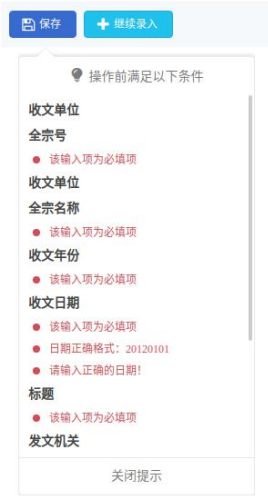 保存
继续录入
操作前满足以下条件
收文单位
全宗号
该输入项为必填项
收文单位
全宗名称
该输入项为必填项
收文年份
该输入项为必填项
收文日期
该输入项为必填项
日期正确格式：20120101
请输入正确的日期！
标题
该输入项为必填项
发文机关
关闭提示